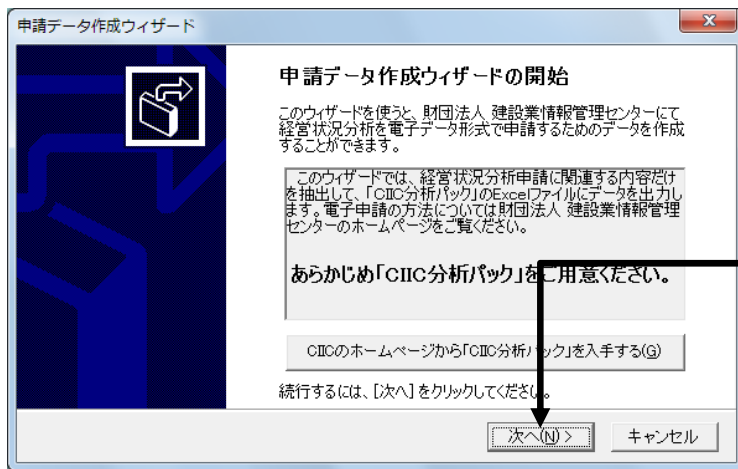 申請データ作成ウィザード
申請データ作成ウィザードの開始
このウィザードを使うと、財団法人 建設業情報管理センターにて
経営状況分析を電子データ形式で申請するためのデータを作成
することができます。
このウィザードでは、経営状況分析申請に関連する内容だけ
を抽出して、「CIIC分析パック」のExcelファイルにデータを出力し
ます。電子申請の方法については財団法人 建設業情報管理
センターのホームページをご覧ください。
あらかじめ「CIIC分析パック」をご用意ください。
CIICのホームページから「CIIC分析パック」を入手する(G)
続行するには、[次へ]をクリックしてください。
次へ(N) >
キャンセル